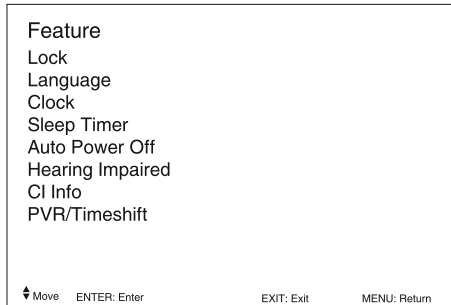 Feature
Lock
Language
Clock
Sleep Timer
Auto Power Off
Hearing Impaired
CI Info
PVR/Timeshift
Move ENTER: Enter EXIT: Exit MENU: Return